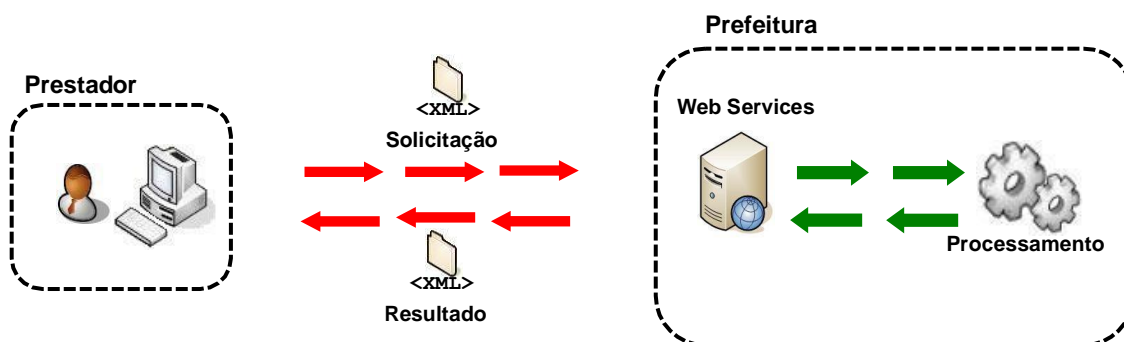 Prefeitura
Prestador
<XML>
Solicitação
Web Services
Processamento
<XML>
Resultado